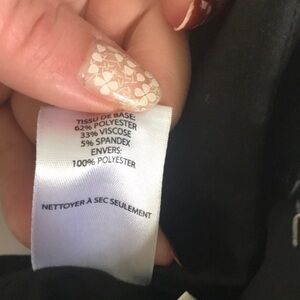 TISSU DE BASE:
62% POLYESTER
33% VISCOSE
5% SPANDEX
ENVERS:
100% POLYESTER
NETTOYER À SEC SEULEMENT